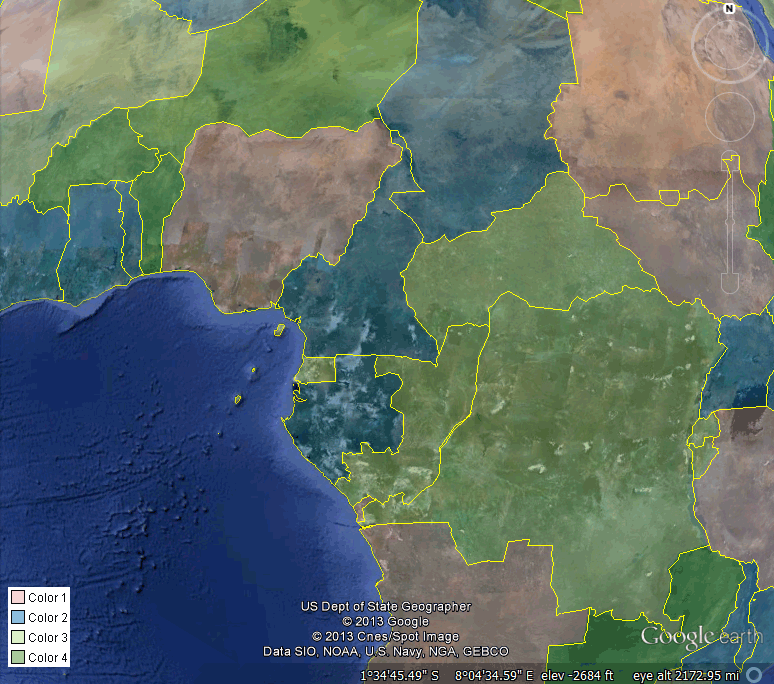 N
Color 1
Color 2
Color 3
Color 4
US Dept of State Geographer
© 2013 Google
© 2013 Cnes/Spot Image
Data SIO, NOAA, U.S. Navy, NGA, GEBCO
Google earth
1°34'45.49" S 8°04'34.59" E elev -2684 ft eye alt 2172.95 mi